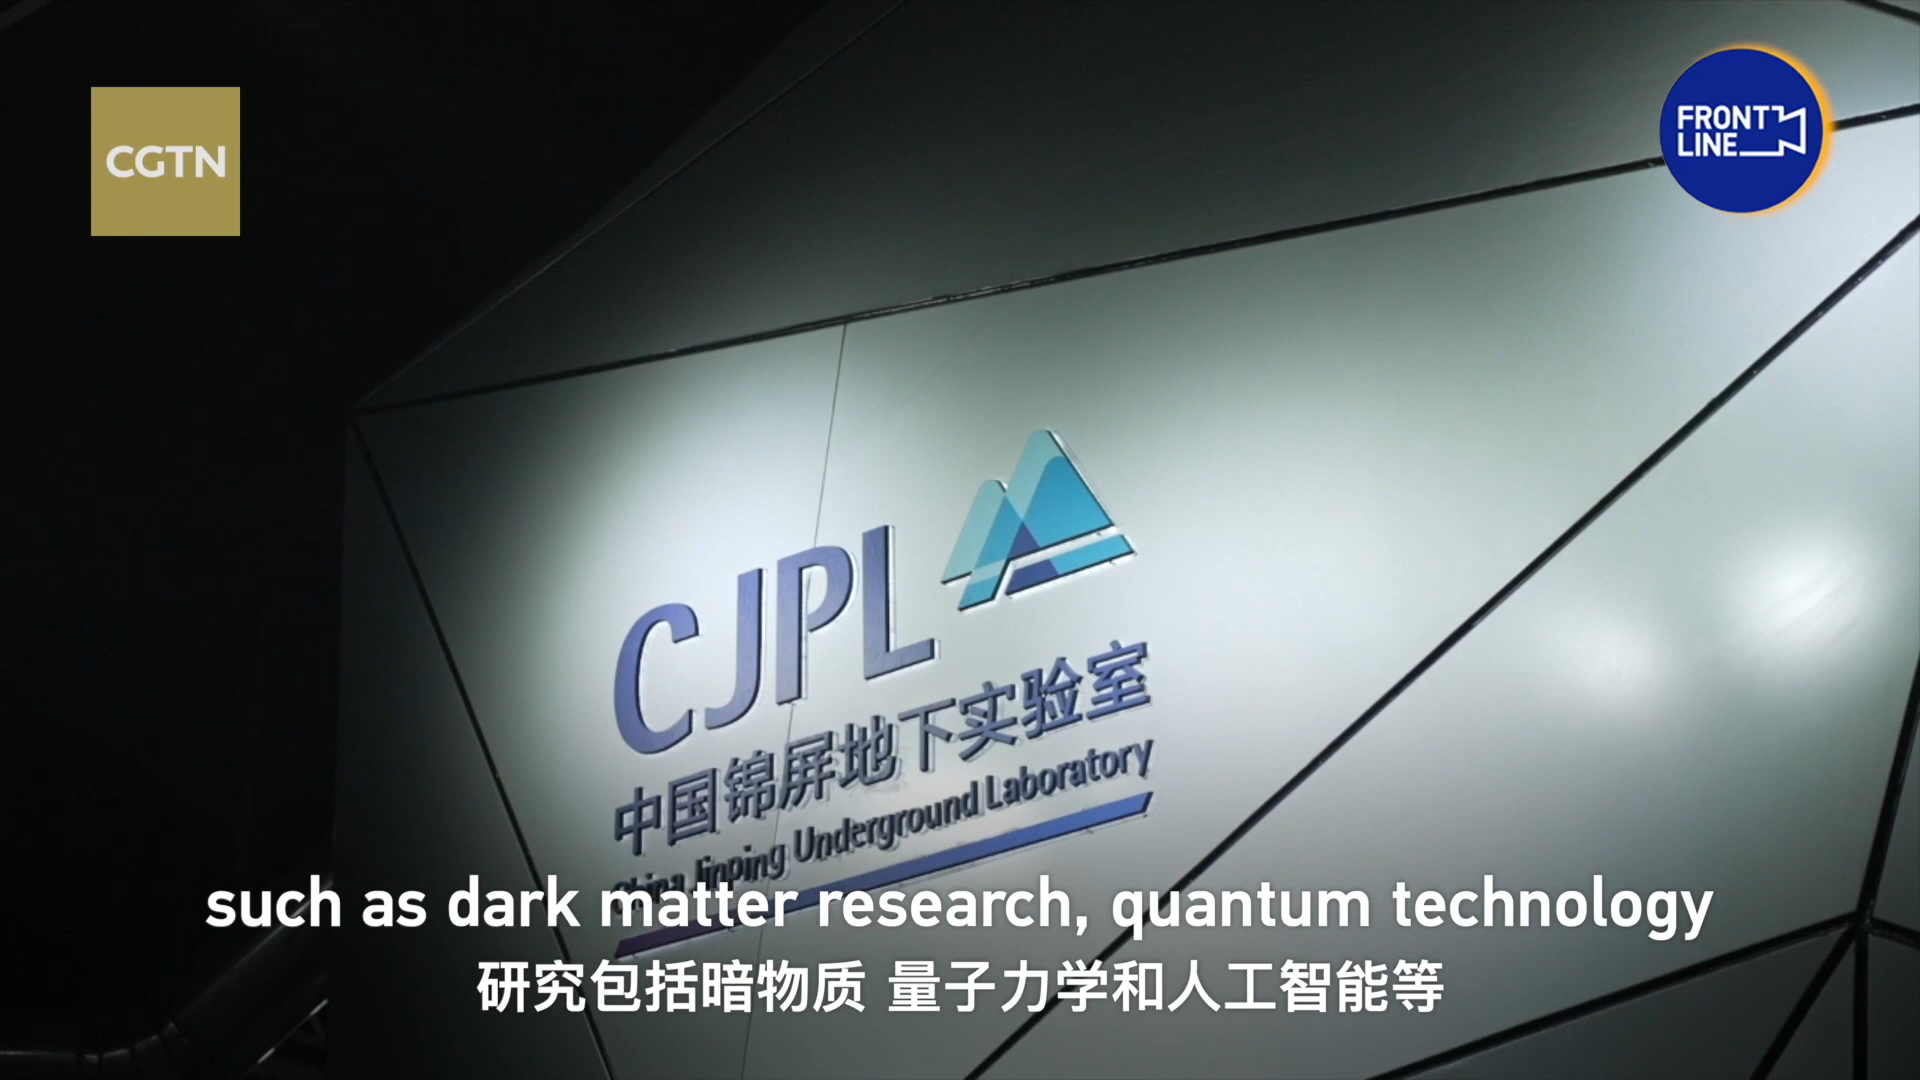 CGTN
FRONT
LINE
CJPL
中国锦屏地下实验室
China Jinping Underground Laboratory
such as dark matter research, quantum technology
研究包括暗物质 量子力学和人工智能等